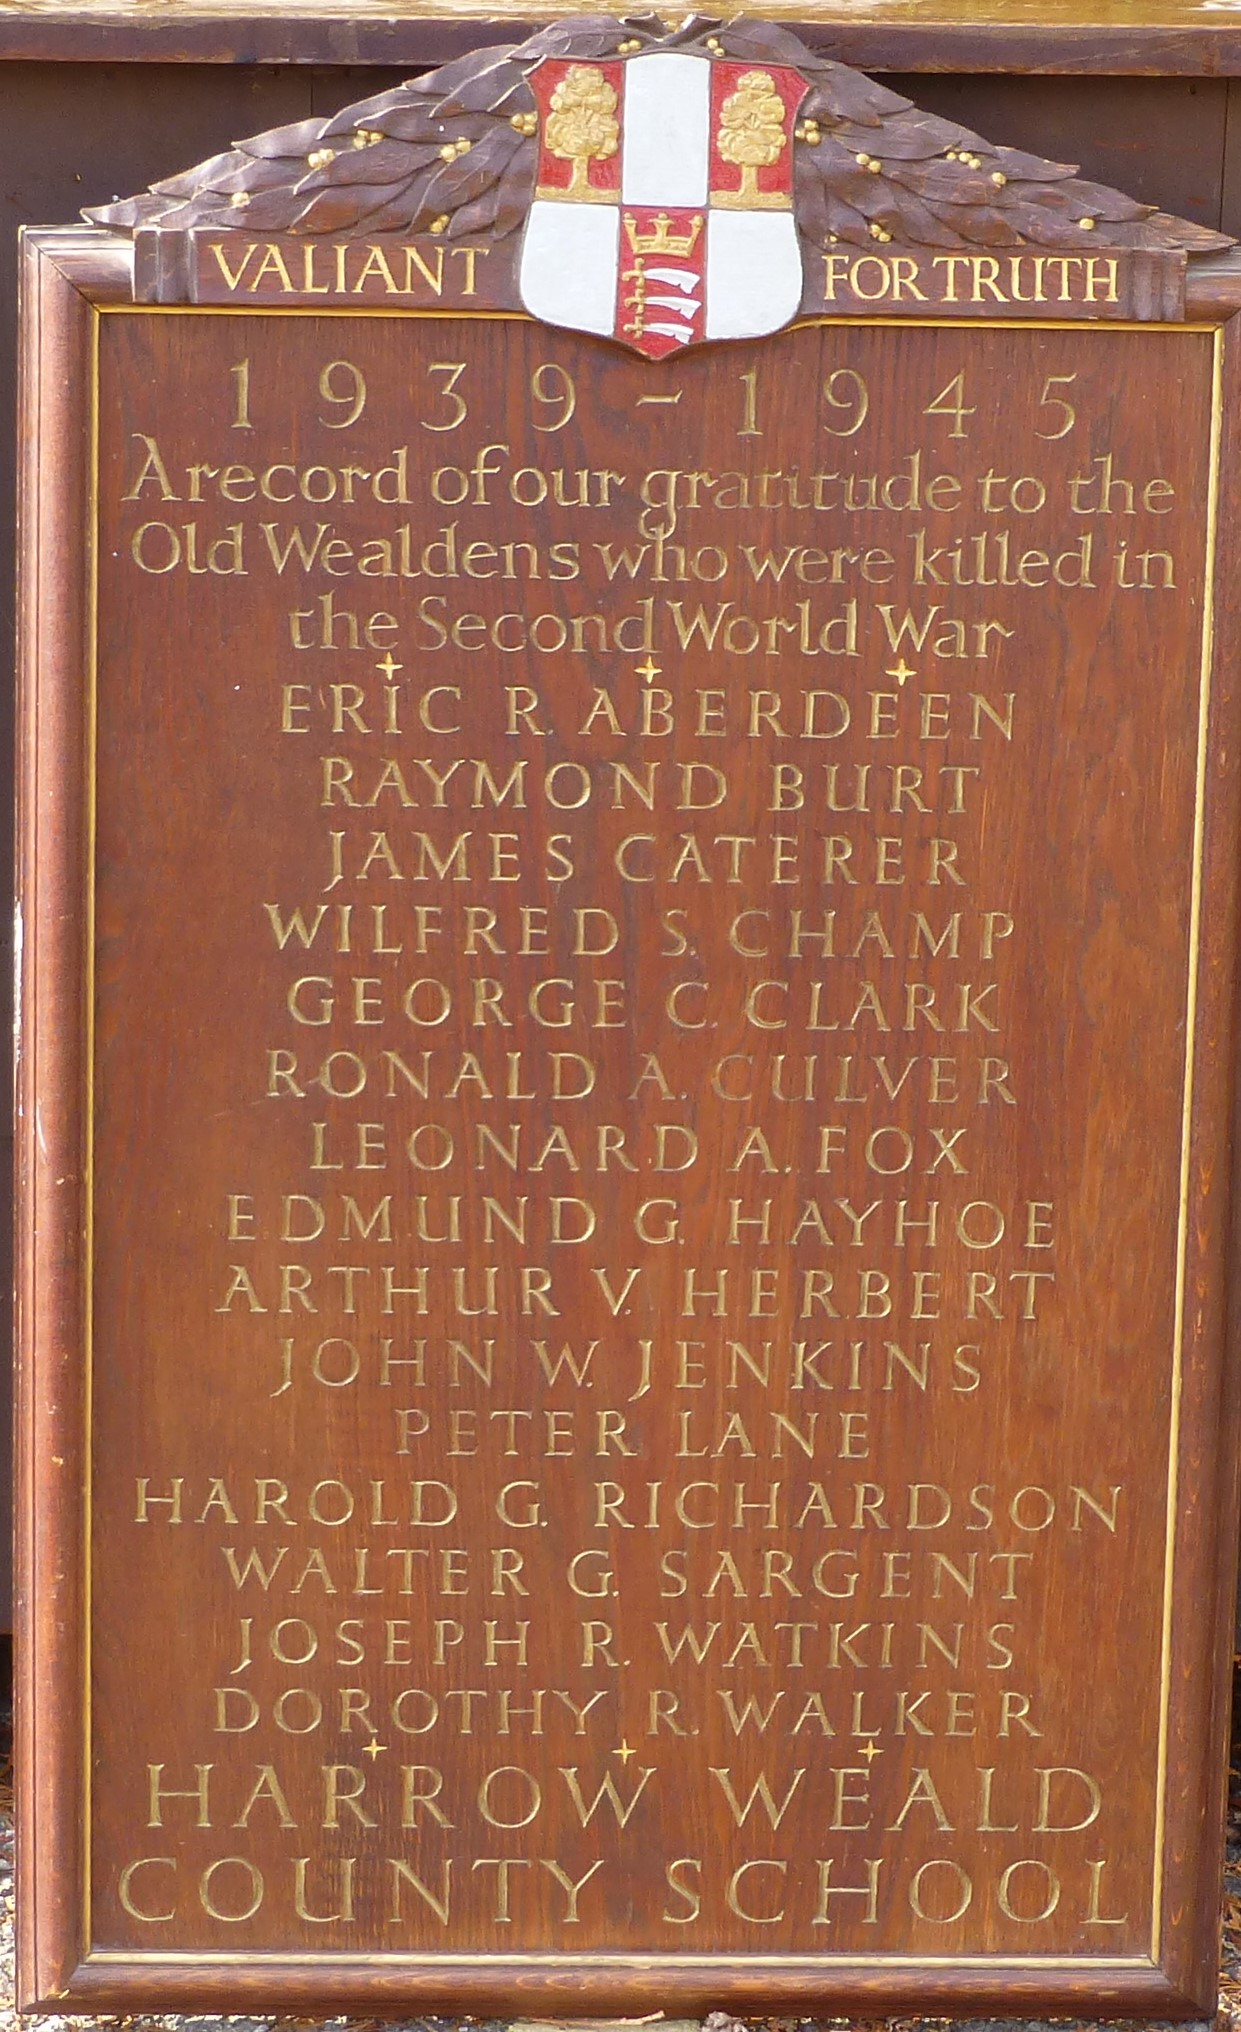 VALIANT FOR TRUTH
1939-1945
A record of our gratitude to the
Old Wealdens who were killed in
the Second World War
ERIC R. ABERDEEN
RAYMOND BURT
JAMES CATERER
WILFRED S. CHAMP
GEORGE C. CLARK
RONALD A. CULVER
LEONARD A. FOX
EDMUND G. HAYHOE
ARTHUR V. HERBERT
JOHN W. JENKINS
PETER LANE
HAROLD G. RICHARDSON
WALTER G. SARGENT
JOSEPH R. WATKINS
DOROTHY R. WALKER
HARROW WEALD
COUNTY SCHOOL